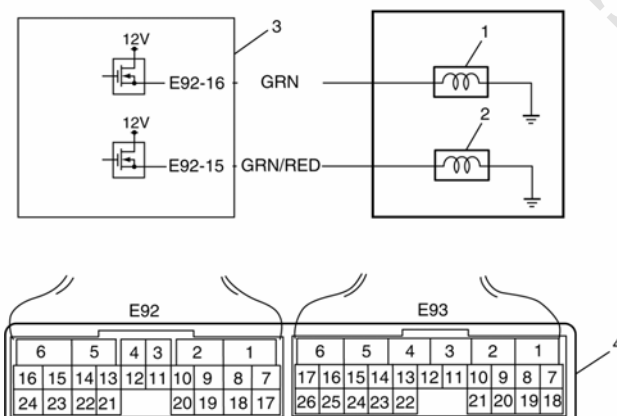 3
1
12V
E92-16 GRN
2
12V
E92-15 GRN/RED
E92 E93
4
6 5 4 3 2 1 6 5 4 3 2 1
16 15 14 13 12 11 10 9 8 7 17 16 15 14 13 12 11 10 9 8 7
24 23 22 21 20 19 18 17 26 25 24 23 22 21 20 19 18